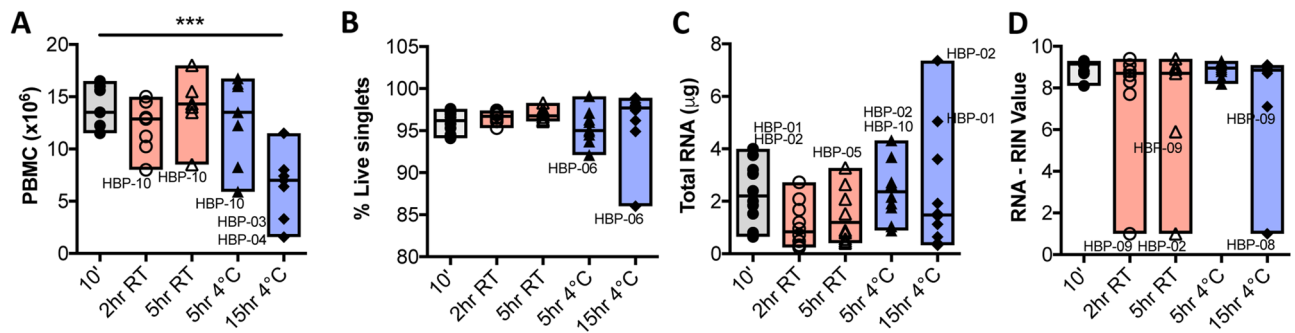 A
***
PBMC (x10⁶)
20
15
10
5
0
HBP-10
HBP-10
HBP-10
HBP-03
HBP-04
10'
2hr RT
5hr RT
5hr 4°C
15hr 4°C
B
% Live singlets
105
100
95
90
85
80
HBP-06
HBP-06
10'
2hr RT
5hr RT
5hr 4°C
15hr 4°C
C
Total RNA (µg)
8
6
4
2
0
HBP-01
HBP-02
HBP-05
HBP-02
HBP-10
HBP-02
HBP-01
10'
2hr RT
5hr RT
5hr 4°C
15hr 4°C
D
RNA - RIN Value
10
8
6
4
2
0
HBP-09
HBP-09
HBP-09
HBP-02
HBP-08
10'
2hr RT
5hr RT
5hr 4°C
15hr 4°C